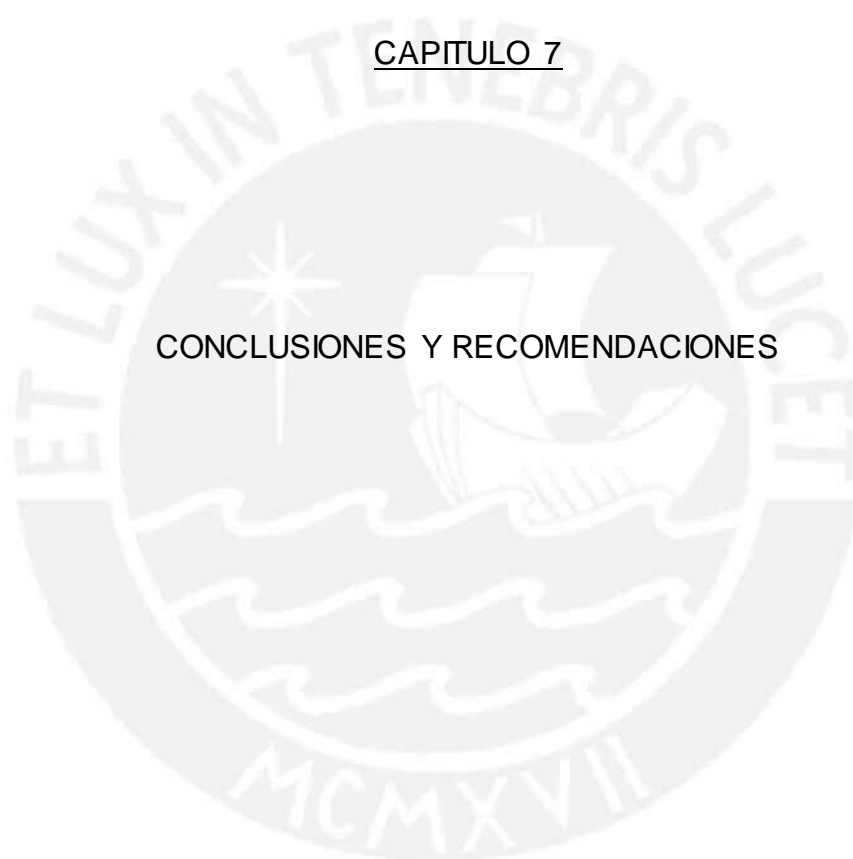 CAPITULO 7
ET LUX IN TENEBRIS LUCET
CONCLUSIONES Y RECOMENDACIONES
MCMXVII